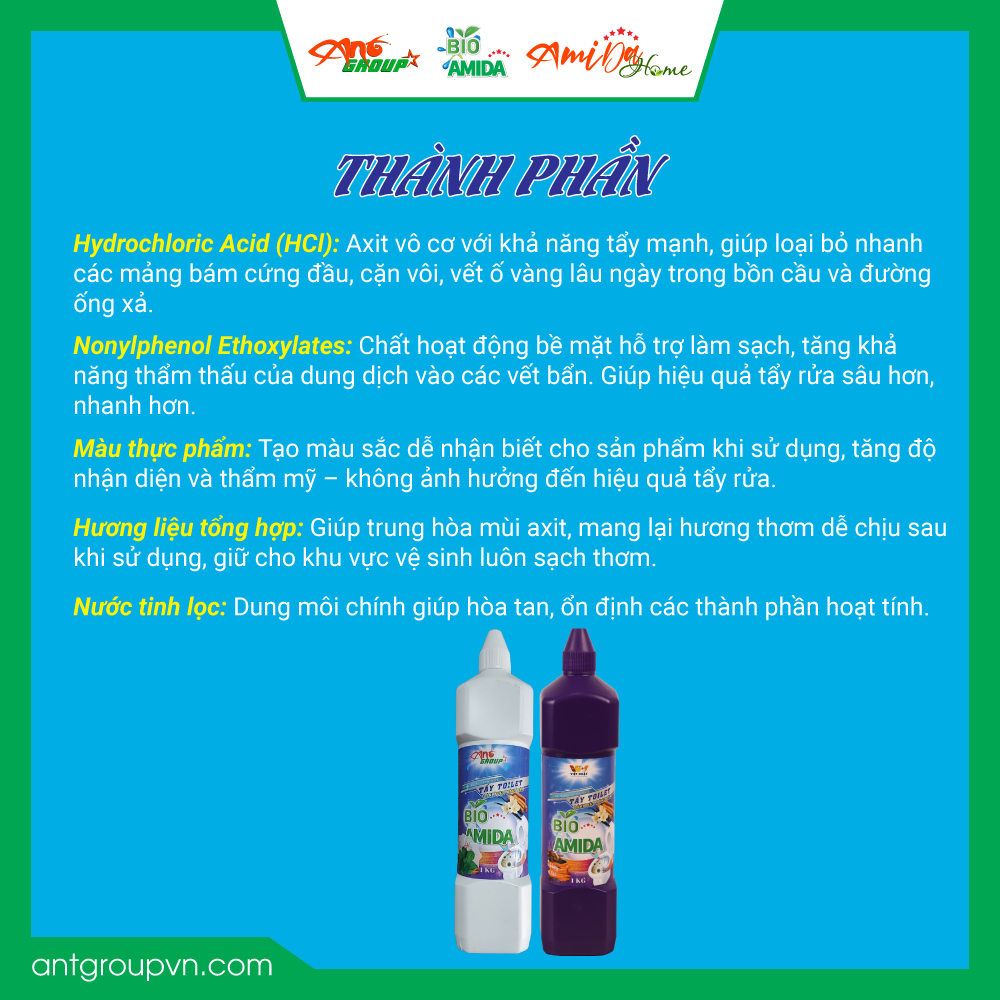 Ant
GROUP
BIO
AMIDA
AmiDa
Home
THÀNH PHẦN
Hydrochloric Acid (HCl): Axit vô cơ với khả năng tẩy mạnh, giúp loại bỏ nhanh
các mảng bám cứng đầu, cặn vôi, vết ố vàng lâu ngày trong bồn cầu và đường
ống xả.
Nonylphenol Ethoxylates: Chất hoạt động bề mặt hỗ trợ làm sạch, tăng khả
năng thẩm thấu của dung dịch vào các vết bẩn. Giúp hiệu quả tẩy rửa sâu hơn,
nhanh hơn.
Màu thực phẩm: Tạo màu sắc dễ nhận biết cho sản phẩm khi sử dụng, tăng độ
nhận diện và thẩm mỹ – không ảnh hưởng đến hiệu quả tẩy rửa.
Hương liệu tổng hợp: Giúp trung hòa mùi axit, mang lại hương thơm dễ chịu sau
khi sử dụng, giữ cho khu vực vệ sinh luôn sạch thơm.
Nước tinh lọc: Dung môi chính giúp hòa tan, ổn định các thành phần hoạt tính.
Ant
GROUP
TẨY TOILET
BIO
AMIDA
1 KG
VIỆT NHẬT
TẨY TOILET
BIO
AMIDA
1 KG
antgroupvn.com